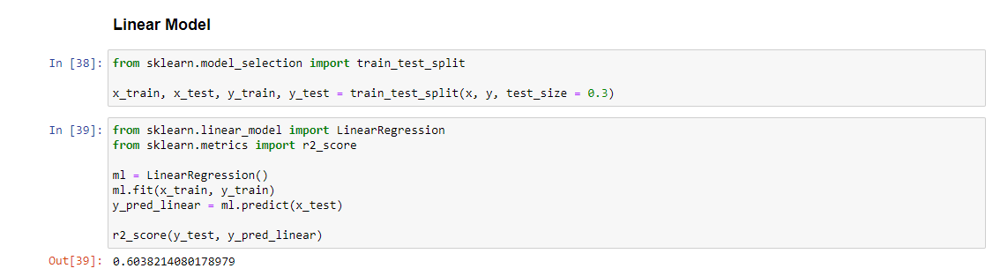 Linear Model
In [38]: from sklearn.model_selection import train_test_split
x_train, x_test, y_train, y_test = train_test_split(x, y, test_size = 0.3)
In [39]: from sklearn.linear_model import LinearRegression
from sklearn.metrics import r2_score
ml = LinearRegression()
ml.fit(x_train, y_train)
y_pred_linear = ml.predict(x_test)
r2_score(y_test, y_pred_linear)
Out[39]: 0.6038214080178979